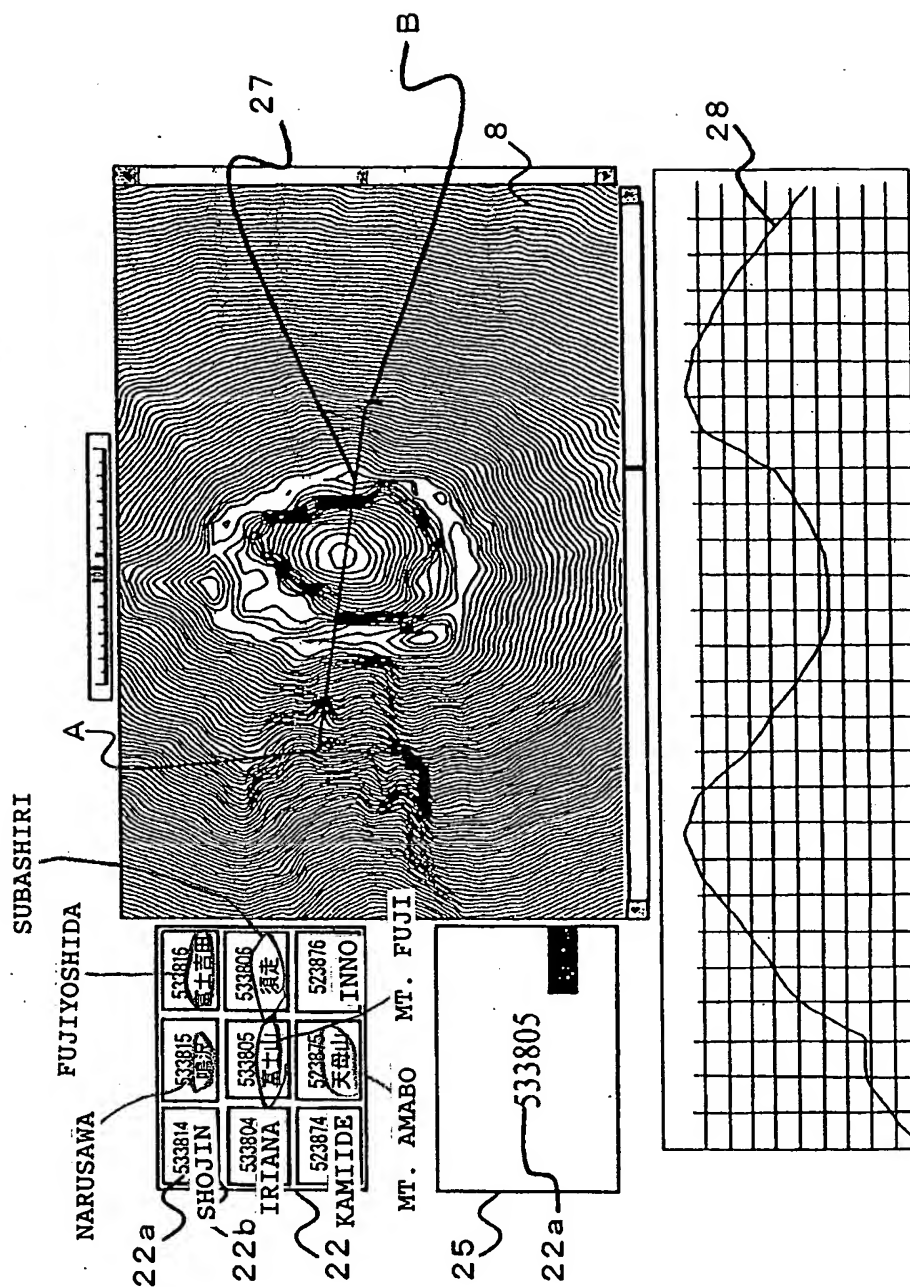 SUBASHIRI
FUJIYOSHIDA
NARUSAWA
22a
22b
22
A
27
B
8
533814
SHOJIN
533815
鳴沢
533816
富士吉田
533804
IRIANA
533805
富士山
533806
須走
523874
KAMIIDE
523875
天母山
523876
INNO
MT. AMABO
MT. FUJI
25
533805
22a
28